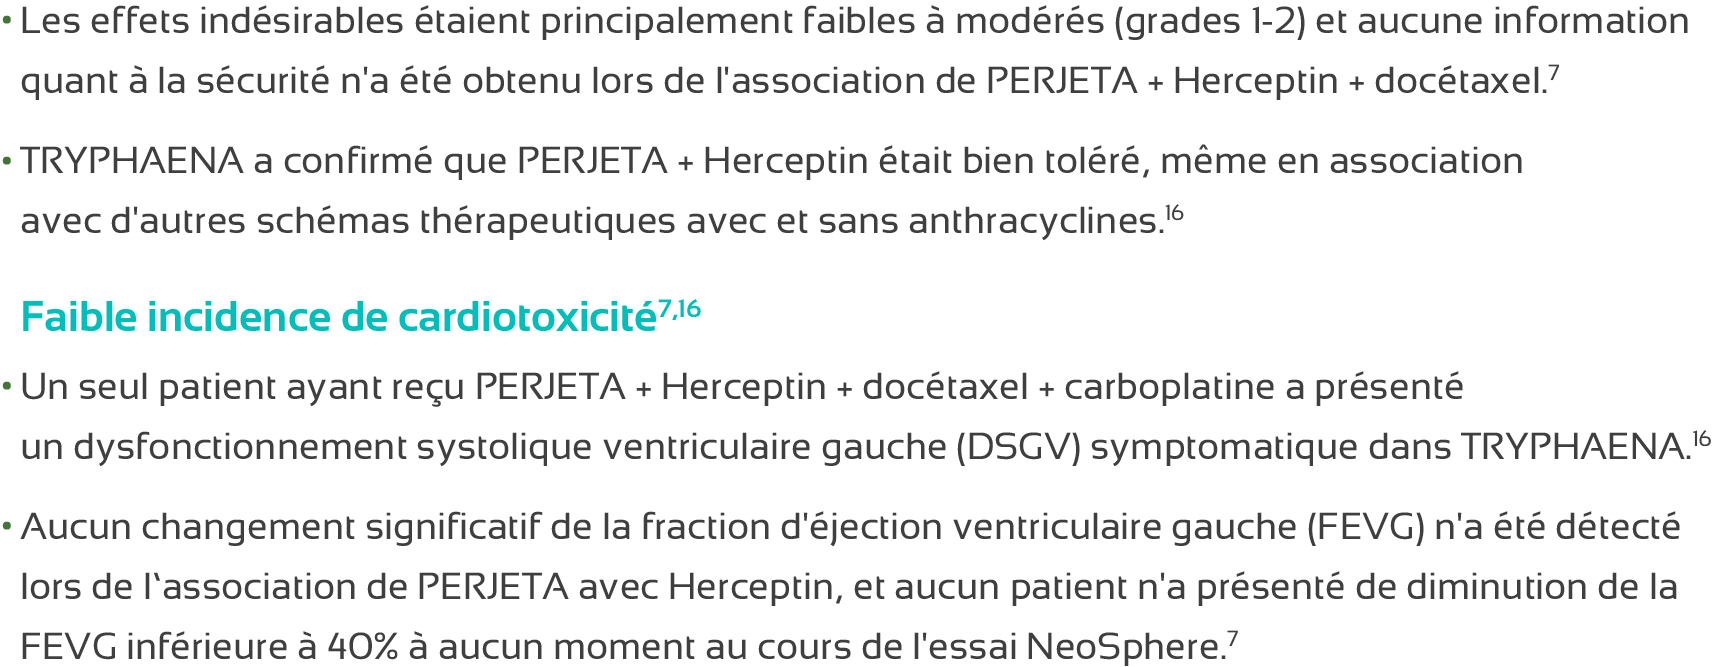 • Les effets indésirables étaient principalement faibles à modérés (grades 1-2) et aucune information
quant à la sécurité n'a été obtenu lors de l'association de PERJETA + Herceptin + docétaxel.7
• TRYPHAENA a confirmé que PERJETA + Herceptin était bien toléré, même en association
avec d'autres schémas thérapeutiques avec et sans anthracyclines.16
Faible incidence de cardiotoxicité7,16
• Un seul patient ayant reçu PERJETA + Herceptin + docétaxel + carboplatine a présenté
un dysfonctionnement systolique ventriculaire gauche (DSGV) symptomatique dans TRYPHAENA.16
• Aucun changement significatif de la fraction d'éjection ventriculaire gauche (FEVG) n'a été détecté
lors de l‘association de PERJETA avec Herceptin, et aucun patient n'a présenté de diminution de la
FEVG inférieure à 40% à aucun moment au cours de l'essai NeoSphere.7